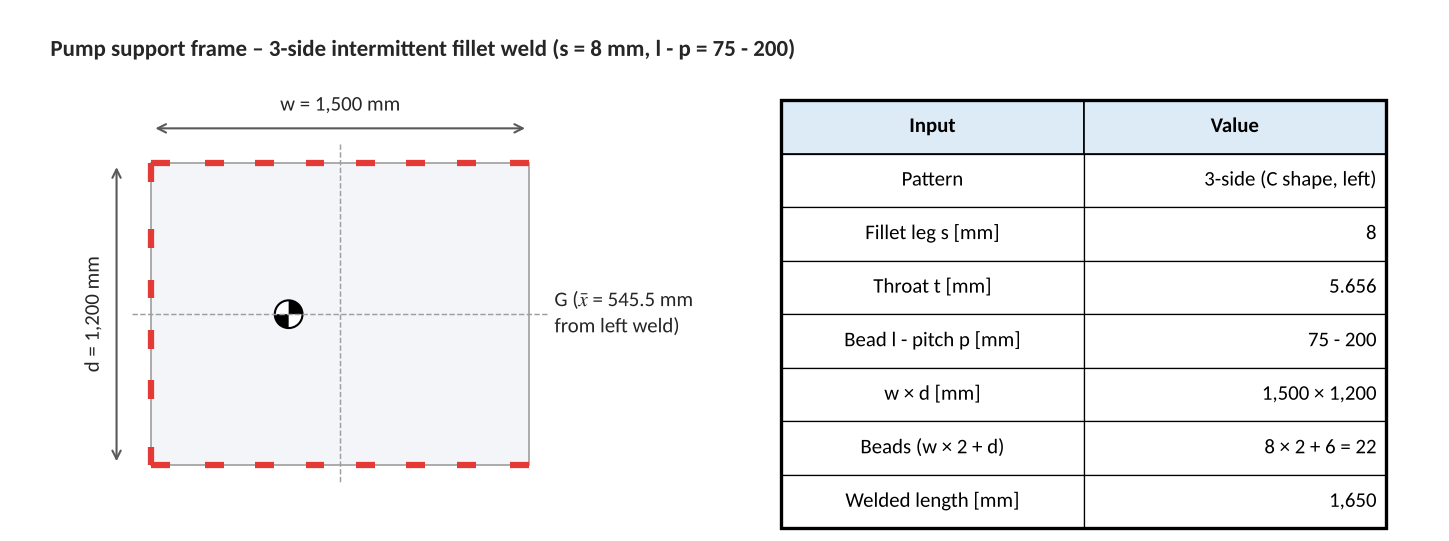 Pump support frame – 3-side intermittent fillet weld (s = 8 mm, l - p = 75 - 200)
w = 1,500 mm
d = 1,200 mm
G (x̄ = 545.5 mm
from left weld)
Input Value
Pattern 3-side (C shape, left)
Fillet leg s [mm] 8
Throat t [mm] 5.656
Bead l - pitch p [mm] 75 - 200
w × d [mm] 1,500 × 1,200
Beads (w × 2 + d) 8 × 2 + 6 = 22
Welded length [mm] 1,650